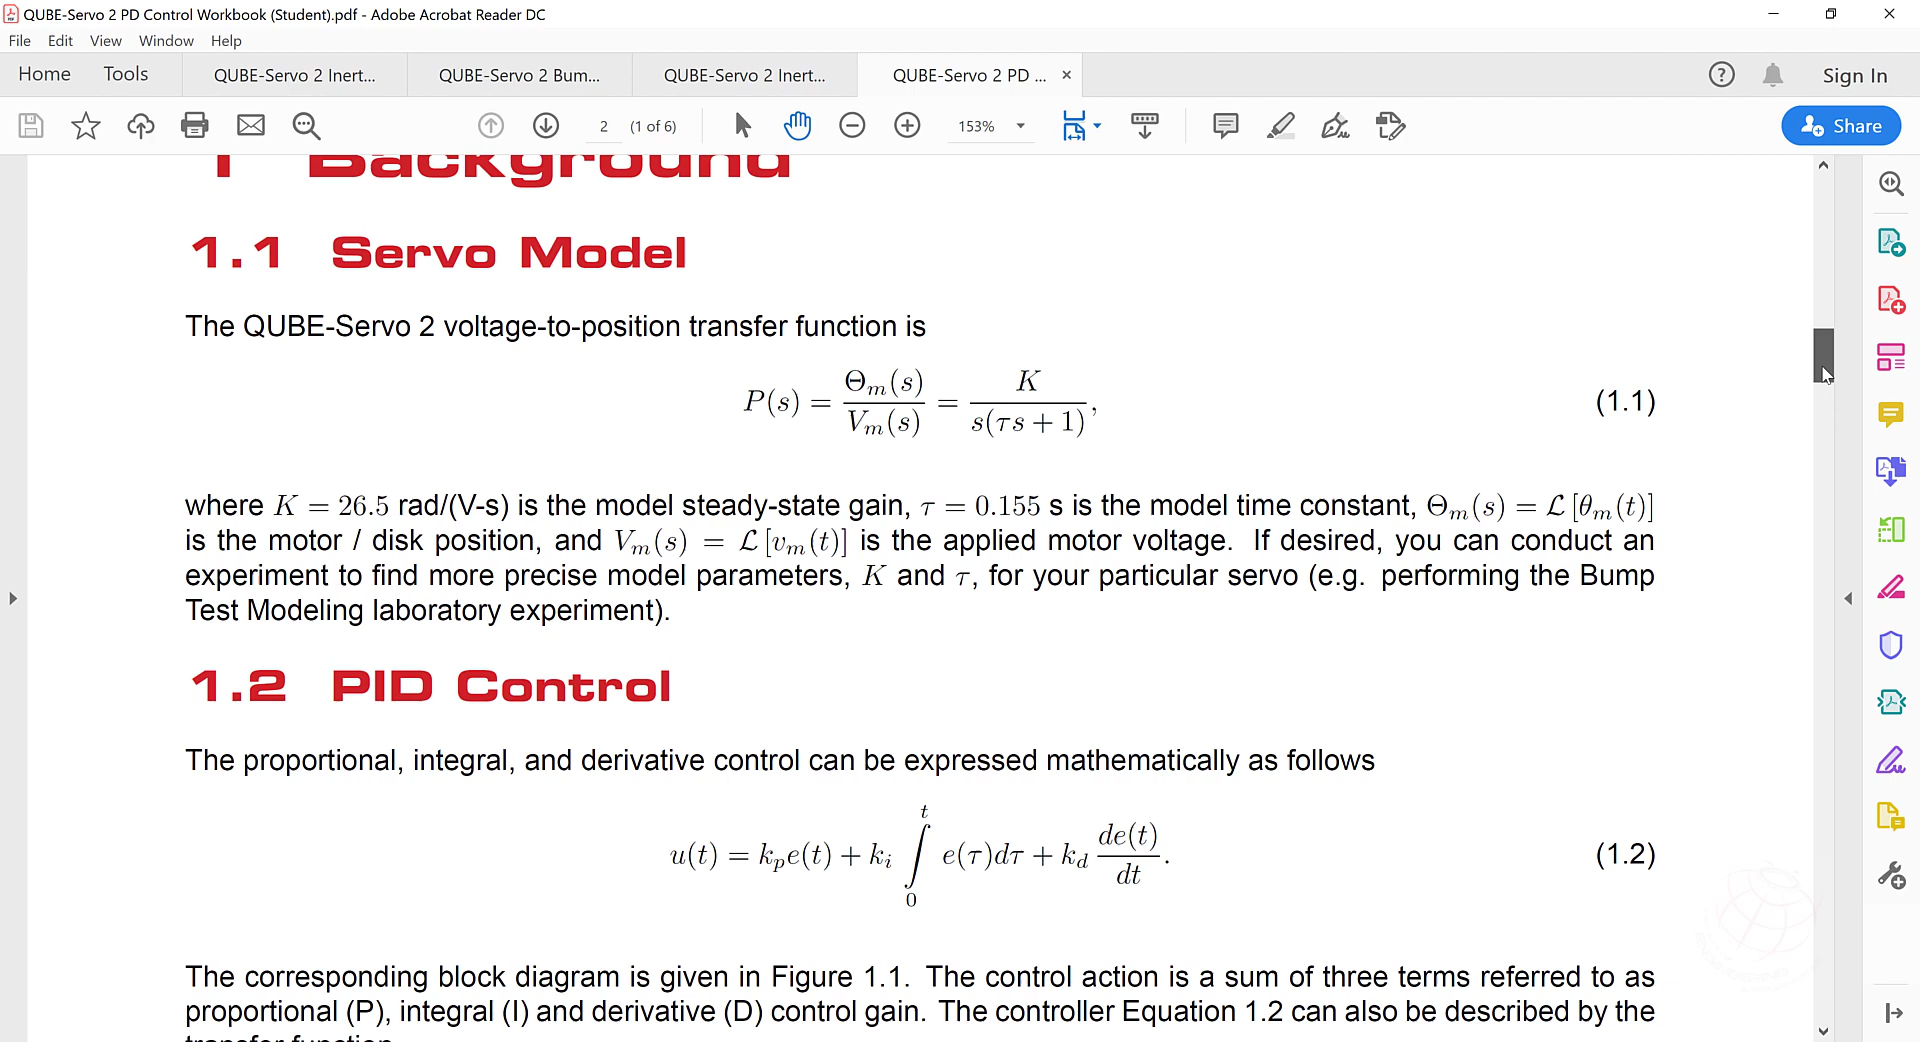 QUBE-Servo 2 PD Control Workbook (Student).pdf - Adobe Acrobat Reader DC
File Edit View Window Help
Home Tools QUBE-Servo 2 Inert... QUBE-Servo 2 Bum... QUBE-Servo 2 Inert... QUBE-Servo 2 PD ... × Sign In
2 (1 of 6) 153% Share
1 Background
1.1 Servo Model
The QUBE-Servo 2 voltage-to-position transfer function is
P(s) = Θm(s)/Vm(s) = K/s(τs + 1), (1.1)
where K = 26.5 rad/(V-s) is the model steady-state gain, τ = 0.155 s is the model time constant, Θm(s) = ℒ [θm(t)]
is the motor / disk position, and Vm(s) = ℒ [vm(t)] is the applied motor voltage. If desired, you can conduct an
experiment to find more precise model parameters, K and τ, for your particular servo (e.g. performing the Bump
Test Modeling laboratory experiment).
1.2 PID Control
The proportional, integral, and derivative control can be expressed mathematically as follows
u(t) = kpe(t) + ki ∫0t e(τ)dτ + kd de(t)/dt. (1.2)
The corresponding block diagram is given in Figure 1.1. The control action is a sum of three terms referred to as
proportional (P), integral (I) and derivative (D) control gain. The controller Equation 1.2 can also be described by the
transfer function